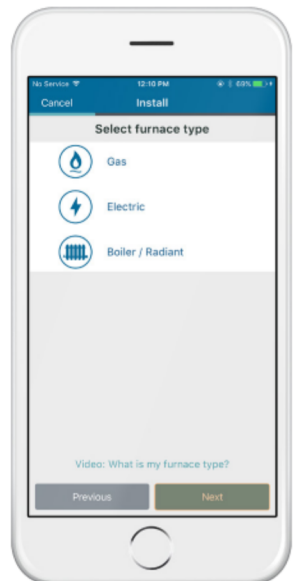 No Service 12:10 PM 69%
Cancel Install
Select furnace type
Gas
Electric
Boiler / Radiant
Video: What is my furnace type?
Previous Next